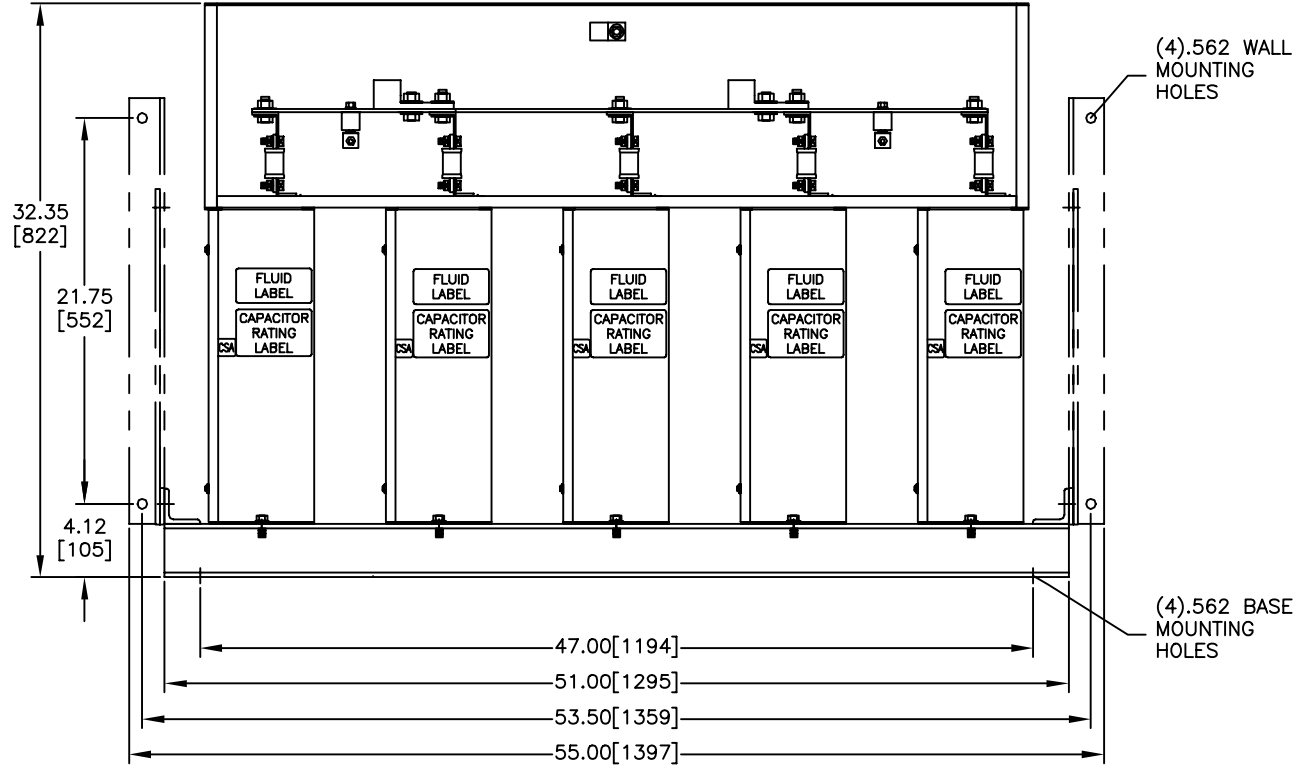 (4).562 WALL
MOUNTING
HOLES
32.35
[822]
21.75
[552]
4.12
[105]
FLUID
LABEL
CAPACITOR
RATING
LABEL
CSA
FLUID
LABEL
CAPACITOR
RATING
LABEL
CSA
FLUID
LABEL
CAPACITOR
RATING
LABEL
CSA
FLUID
LABEL
CAPACITOR
RATING
LABEL
CSA
FLUID
LABEL
CAPACITOR
RATING
LABEL
CSA
(4).562 BASE
MOUNTING
HOLES
47.00[1194]
51.00[1295]
53.50[1359]
55.00[1397]